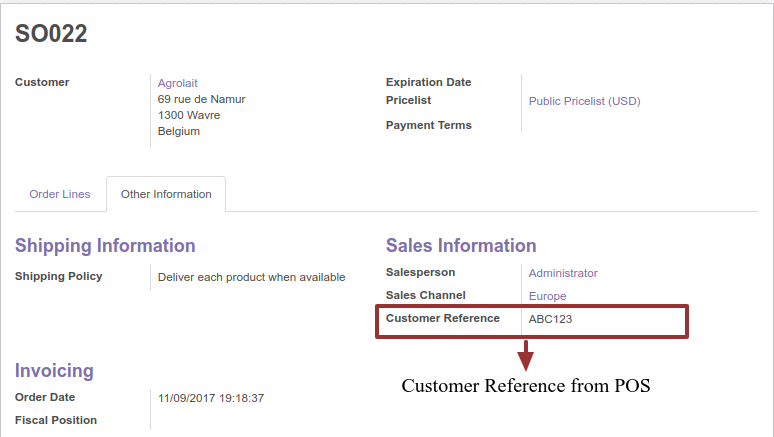 SO022
Customer
Agrolait
69 rue de Namur
1300 Wavre
Belgium
Expiration Date
Pricelist
Public Pricelist (USD)
Payment Terms
Order Lines
Other Information
Shipping Information
Shipping Policy
Deliver each product when available
Sales Information
Salesperson
Administrator
Sales Channel
Europe
Customer Reference
ABC123
Customer Reference from POS
Invoicing
Order Date
11/09/2017 19:18:37
Fiscal Position